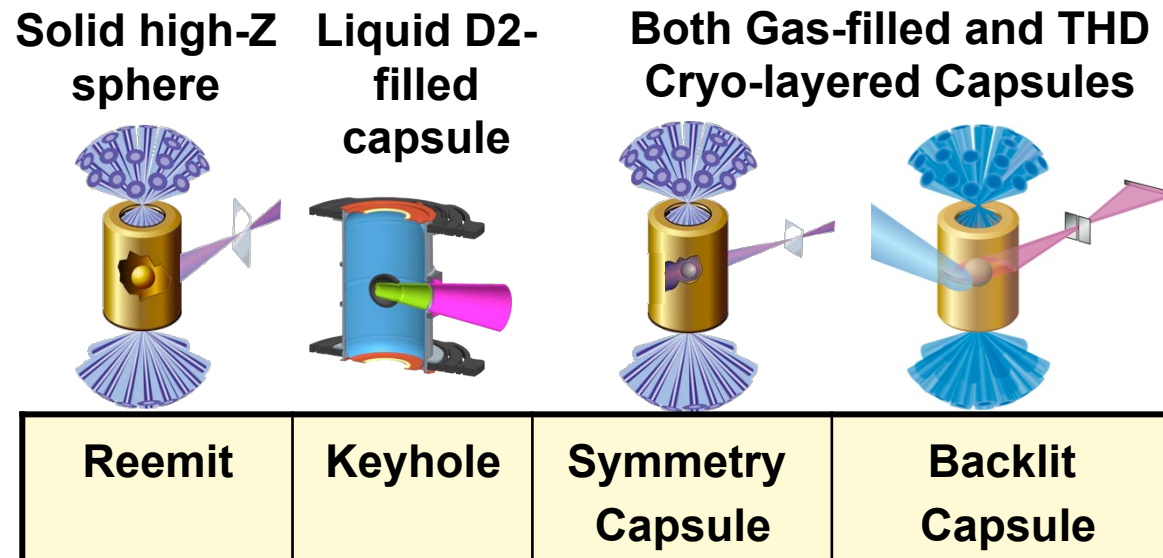 Solid high-Z
sphere
Liquid D2-
filled
capsule
Both Gas-filled and THD
Cryo-layered Capsules
Reemit
Keyhole
Symmetry
Capsule
Backlit
Capsule